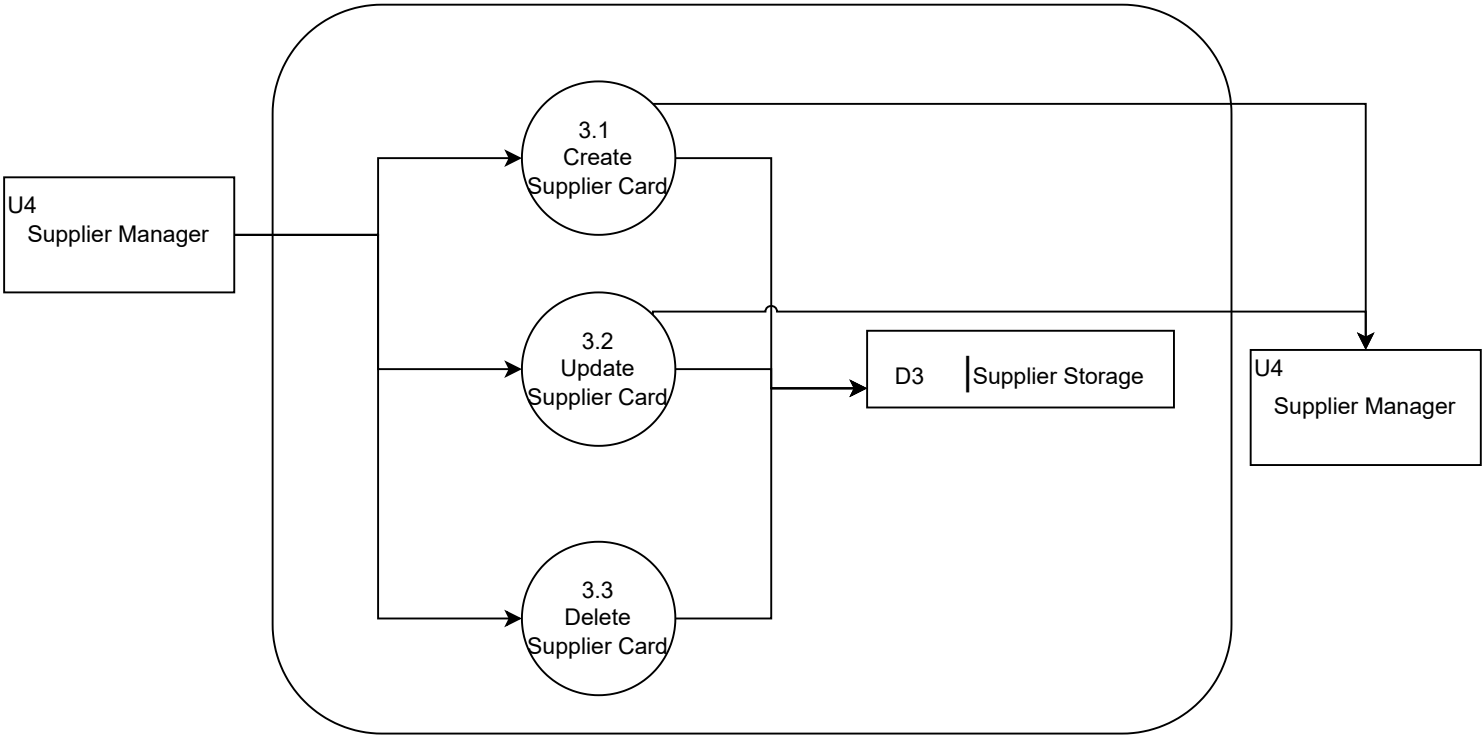 3.1
Create
Supplier Card
U4
Supplier Manager
3.2
Update
Supplier Card
D3 Supplier Storage
U4
Supplier Manager
3.3
Delete
Supplier Card